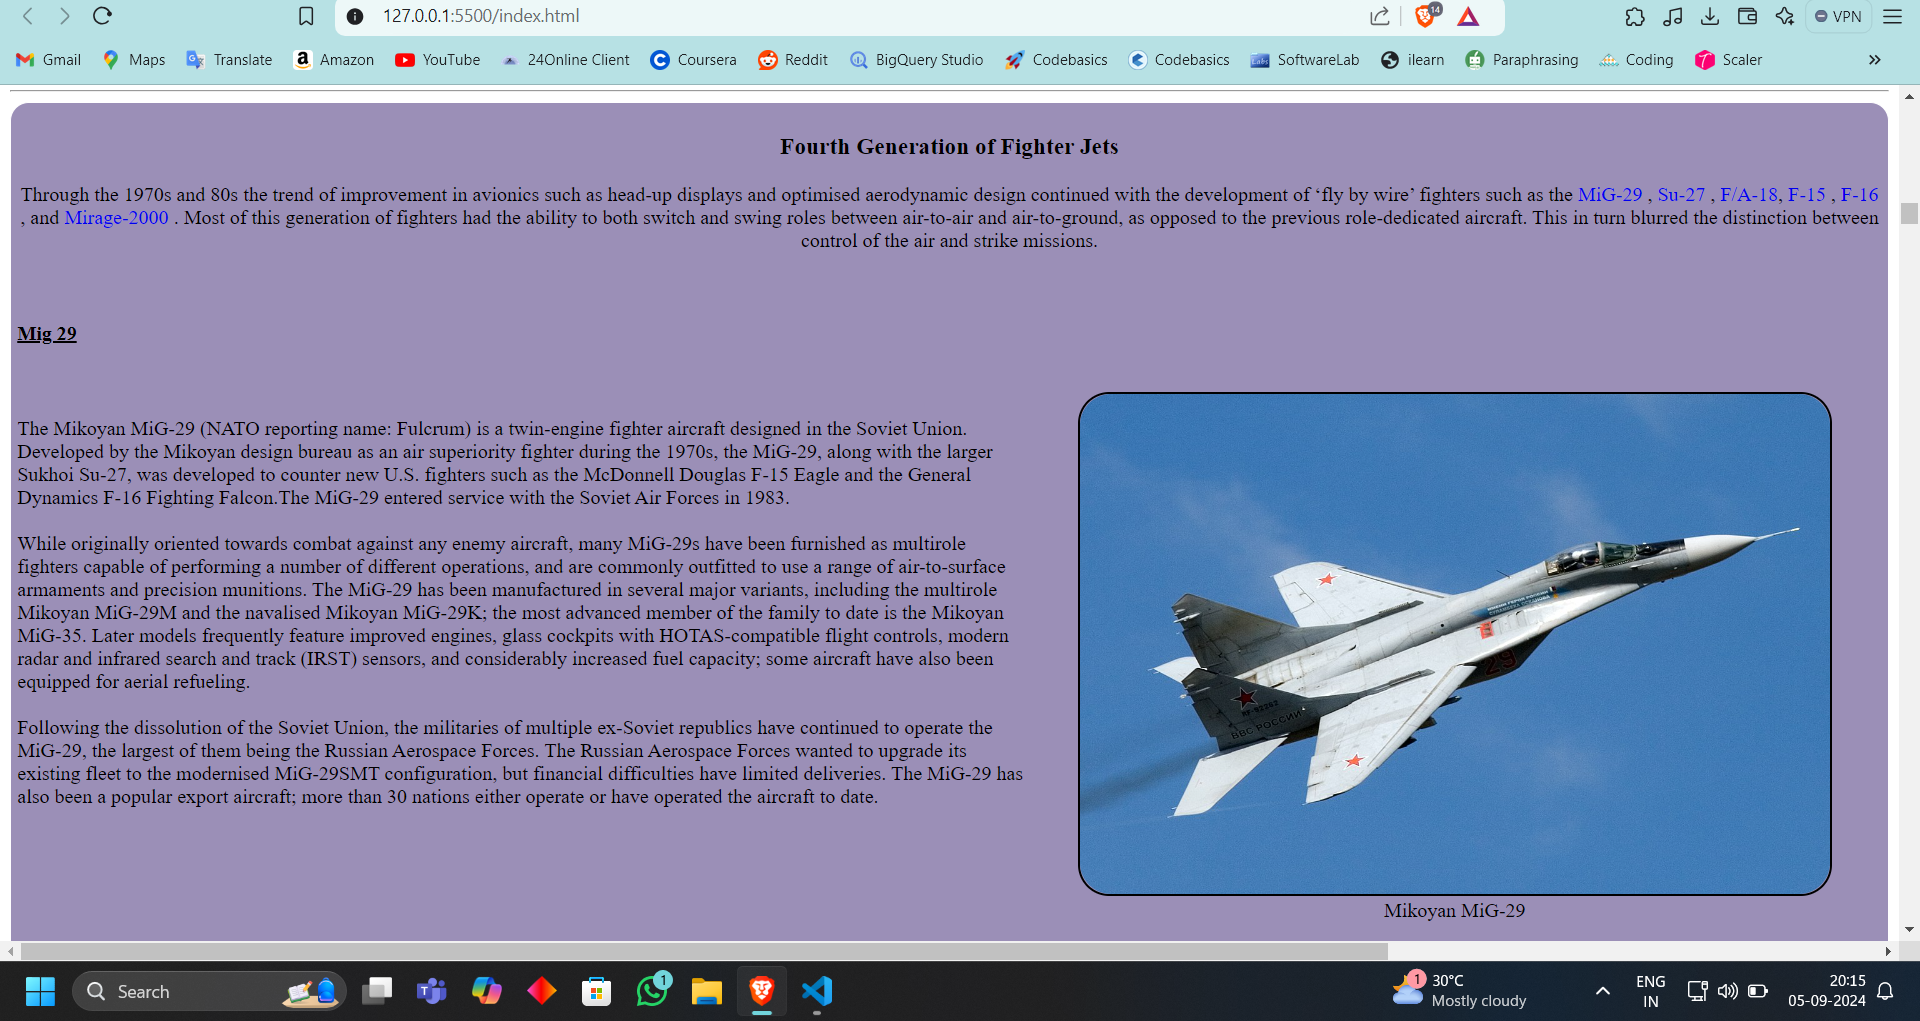 127.0.0.1:5500/index.html
14
VPN
Gmail Maps Translate Amazon YouTube 24Online Client Coursera Reddit BigQuery Studio Codebasics Codebasics SoftwareLab ilearn Paraphrasing Coding Scaler
Fourth Generation of Fighter Jets
Through the 1970s and 80s the trend of improvement in avionics such as head-up displays and optimised aerodynamic design continued with the development of ‘fly by wire’ fighters such as the MiG-29 , Su-27 , F/A-18, F-15 , F-16
, and Mirage-2000 . Most of this generation of fighters had the ability to both switch and swing roles between air-to-air and air-to-ground, as opposed to the previous role-dedicated aircraft. This in turn blurred the distinction between
control of the air and strike missions.
Mig 29
The Mikoyan MiG-29 (NATO reporting name: Fulcrum) is a twin-engine fighter aircraft designed in the Soviet Union.
Developed by the Mikoyan design bureau as an air superiority fighter during the 1970s, the MiG-29, along with the larger
Sukhoi Su-27, was developed to counter new U.S. fighters such as the McDonnell Douglas F-15 Eagle and the General
Dynamics F-16 Fighting Falcon.The MiG-29 entered service with the Soviet Air Forces in 1983.
While originally oriented towards combat against any enemy aircraft, many MiG-29s have been furnished as multirole
fighters capable of performing a number of different operations, and are commonly outfitted to use a range of air-to-surface
armaments and precision munitions. The MiG-29 has been manufactured in several major variants, including the multirole
Mikoyan MiG-29M and the navalised Mikoyan MiG-29K; the most advanced member of the family to date is the Mikoyan
MiG-35. Later models frequently feature improved engines, glass cockpits with HOTAS-compatible flight controls, modern
radar and infrared search and track (IRST) sensors, and considerably increased fuel capacity; some aircraft have also been
equipped for aerial refueling.
Following the dissolution of the Soviet Union, the militaries of multiple ex-Soviet republics have continued to operate the
MiG-29, the largest of them being the Russian Aerospace Forces. The Russian Aerospace Forces wanted to upgrade its
existing fleet to the modernised MiG-29SMT configuration, but financial difficulties have limited deliveries. The MiG-29 has
also been a popular export aircraft; more than 30 nations either operate or have operated the aircraft to date.
29
ВВС РОССИИ
Mikoyan MiG-29
Search
1
1
30°C
Mostly cloudy
ENG
IN
20:15
05-09-2024